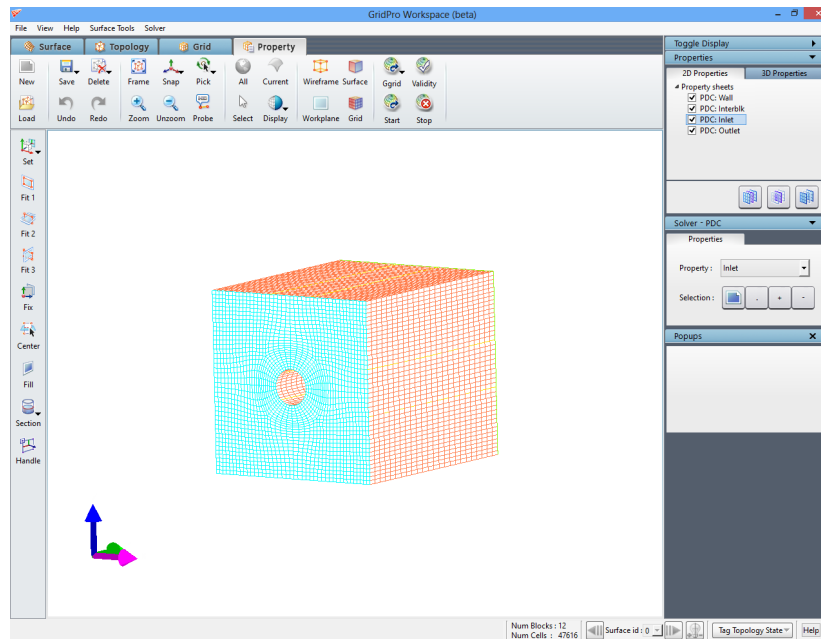 GridPro Workspace (beta)
File View Help Surface Tools Solver
Surface Topology Grid Property
New Save Delete Frame Snap Pick All Current Wireframe Surface Ggrid Validity
Load Undo Redo Zoom Unzoom Probe Select Display Workplane Grid Start Stop
Set
Fit 1
Fit 2
Fit 3
Fix
Center
Fill
Section
Handle
Toggle Display
Properties
2D Properties 3D Properties
Property sheets
PDC: Wall
PDC: Interblk
PDC: Inlet
PDC: Outlet
Solver - PDC
Properties
Property : Inlet
Selection : . + -
Popups
Num Blocks : 12
Num Cells : 47616
Surface id : 0
Tag Topology State
Help